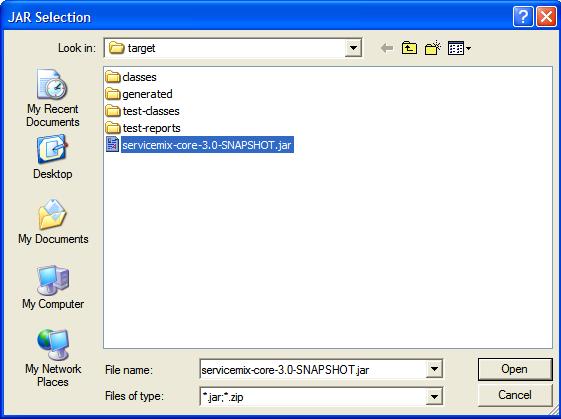 JAR Selection
Look in: target
classes
generated
test-classes
test-reports
servicemix-core-3.0-SNAPSHOT.jar
My Recent
Documents
Desktop
My Documents
My Computer
My Network
Places
File name: servicemix-core-3.0-SNAPSHOT.jar Open
Files of type: *.jar;*.zip Cancel